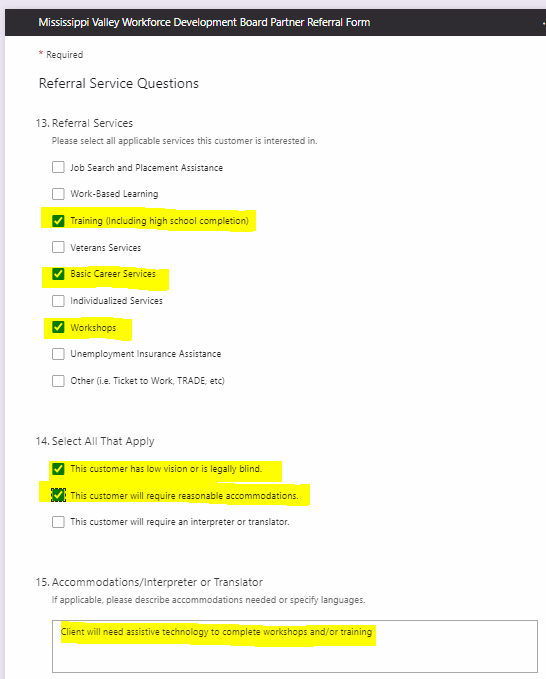 Mississippi Valley Workforce Development Board Partner Referral Form
* Required
Referral Service Questions
13. Referral Services
Please select all applicable services this customer is interested in.
Job Search and Placement Assistance
Work-Based Learning
Training (Including high school completion)
Veterans Services
Basic Career Services
Individualized Services
Workshops
Unemployment Insurance Assistance
Other (i.e. Ticket to Work, TRADE, etc)
14. Select All That Apply
This customer has low vision or is legally blind.
This customer will require reasonable accommodations.
This customer will require an interpreter or translator.
15. Accommodations/Interpreter or Translator
If applicable, please describe accommodations needed or specify languages.
Client will need assistive technology to complete workshops and/or training